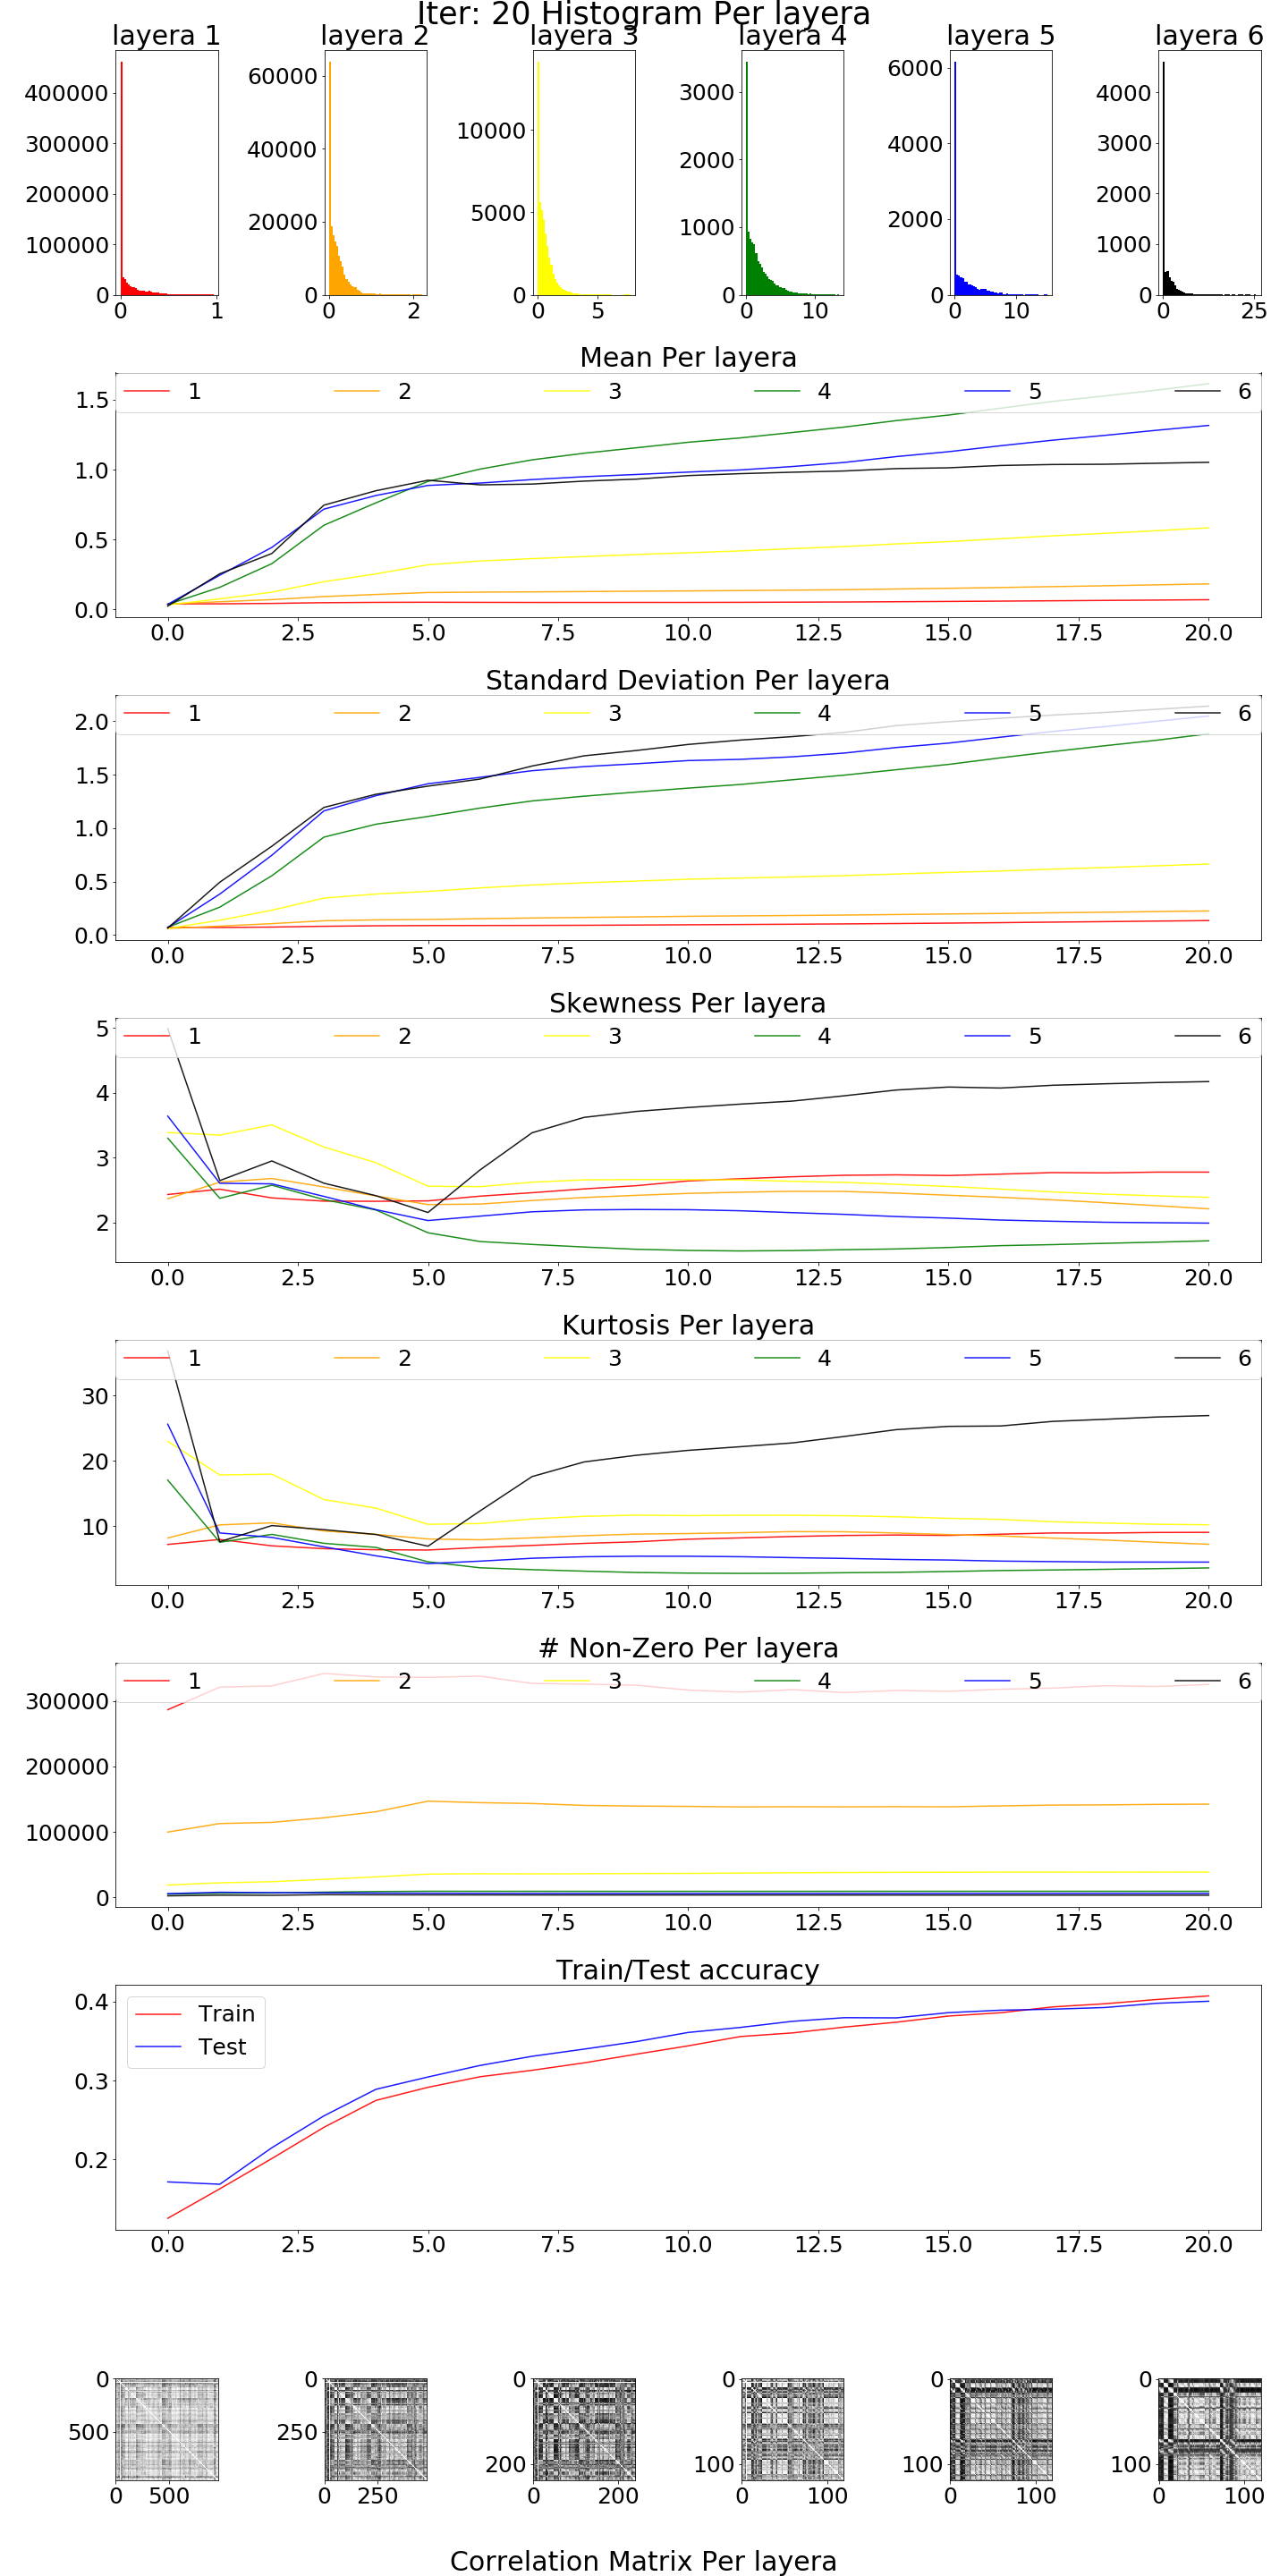 Iter: 20 Histogram Per layera
layera 1 layera 2 layera 3 layera 4 layera 5 layera 6
400000 300000 200000 100000 0
60000 40000 20000 0
10000 5000 0
3000 2000 1000 0
6000 4000 2000 0
4000 3000 2000 1000 0
0 1 0 2 0 5 0 10 0 10 0 25
Mean Per layera
1 2 3 4 5 6
1.5
1.0
0.5
0.0
0.0 2.5 5.0 7.5 10.0 12.5 15.0 17.5 20.0
Standard Deviation Per layera
1 2 3 4 5 6
2.0
1.5
1.0
0.5
0.0
0.0 2.5 5.0 7.5 10.0 12.5 15.0 17.5 20.0
Skewness Per layera
1 2 3 4 5 6
5
4
3
2
0.0 2.5 5.0 7.5 10.0 12.5 15.0 17.5 20.0
Kurtosis Per layera
1 2 3 4 5 6
30
20
10
0.0 2.5 5.0 7.5 10.0 12.5 15.0 17.5 20.0
# Non-Zero Per layera
1 2 3 4 5 6
300000
200000
100000
0
0.0 2.5 5.0 7.5 10.0 12.5 15.0 17.5 20.0
Train/Test accuracy
Train
Test
0.4
0.3
0.2
0.0 2.5 5.0 7.5 10.0 12.5 15.0 17.5 20.0
0 0 0 0 0 0
500 250 200 100 100 100
0 500 0 250 0 200 0 100 0 100 0 100
Correlation Matrix Per layera